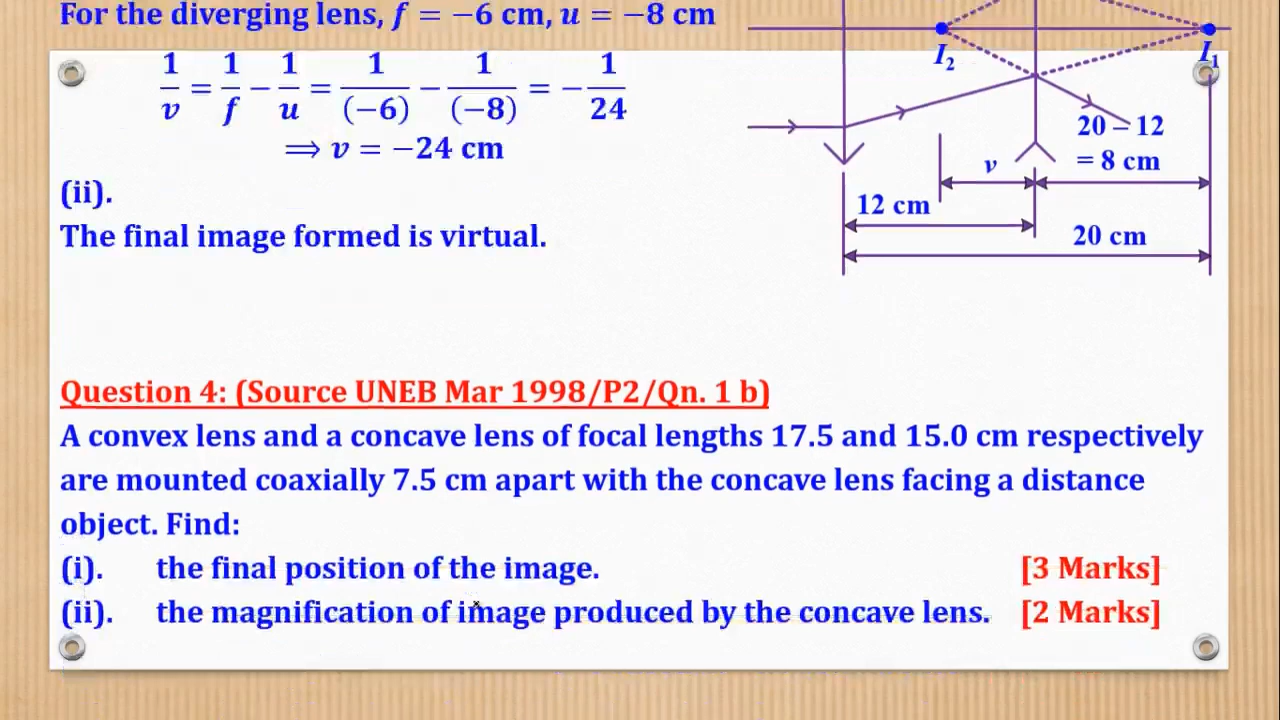 For the diverging lens, f = −6 cm, u = −8 cm
1/v = 1/f − 1/u = 1/(−6) − 1/(−8) = −1/24
⟹ v = −24 cm
(ii).
The final image formed is virtual.
I₂
I₁
20 – 12
= 8 cm
v
12 cm
20 cm
Question 4: (Source UNEB Mar 1998/P2/Qn. 1 b)
A convex lens and a concave lens of focal lengths 17.5 and 15.0 cm respectively
are mounted coaxially 7.5 cm apart with the concave lens facing a distance
object. Find:
(i). the final position of the image. [3 Marks]
(ii). the magnification of image produced by the concave lens. [2 Marks]